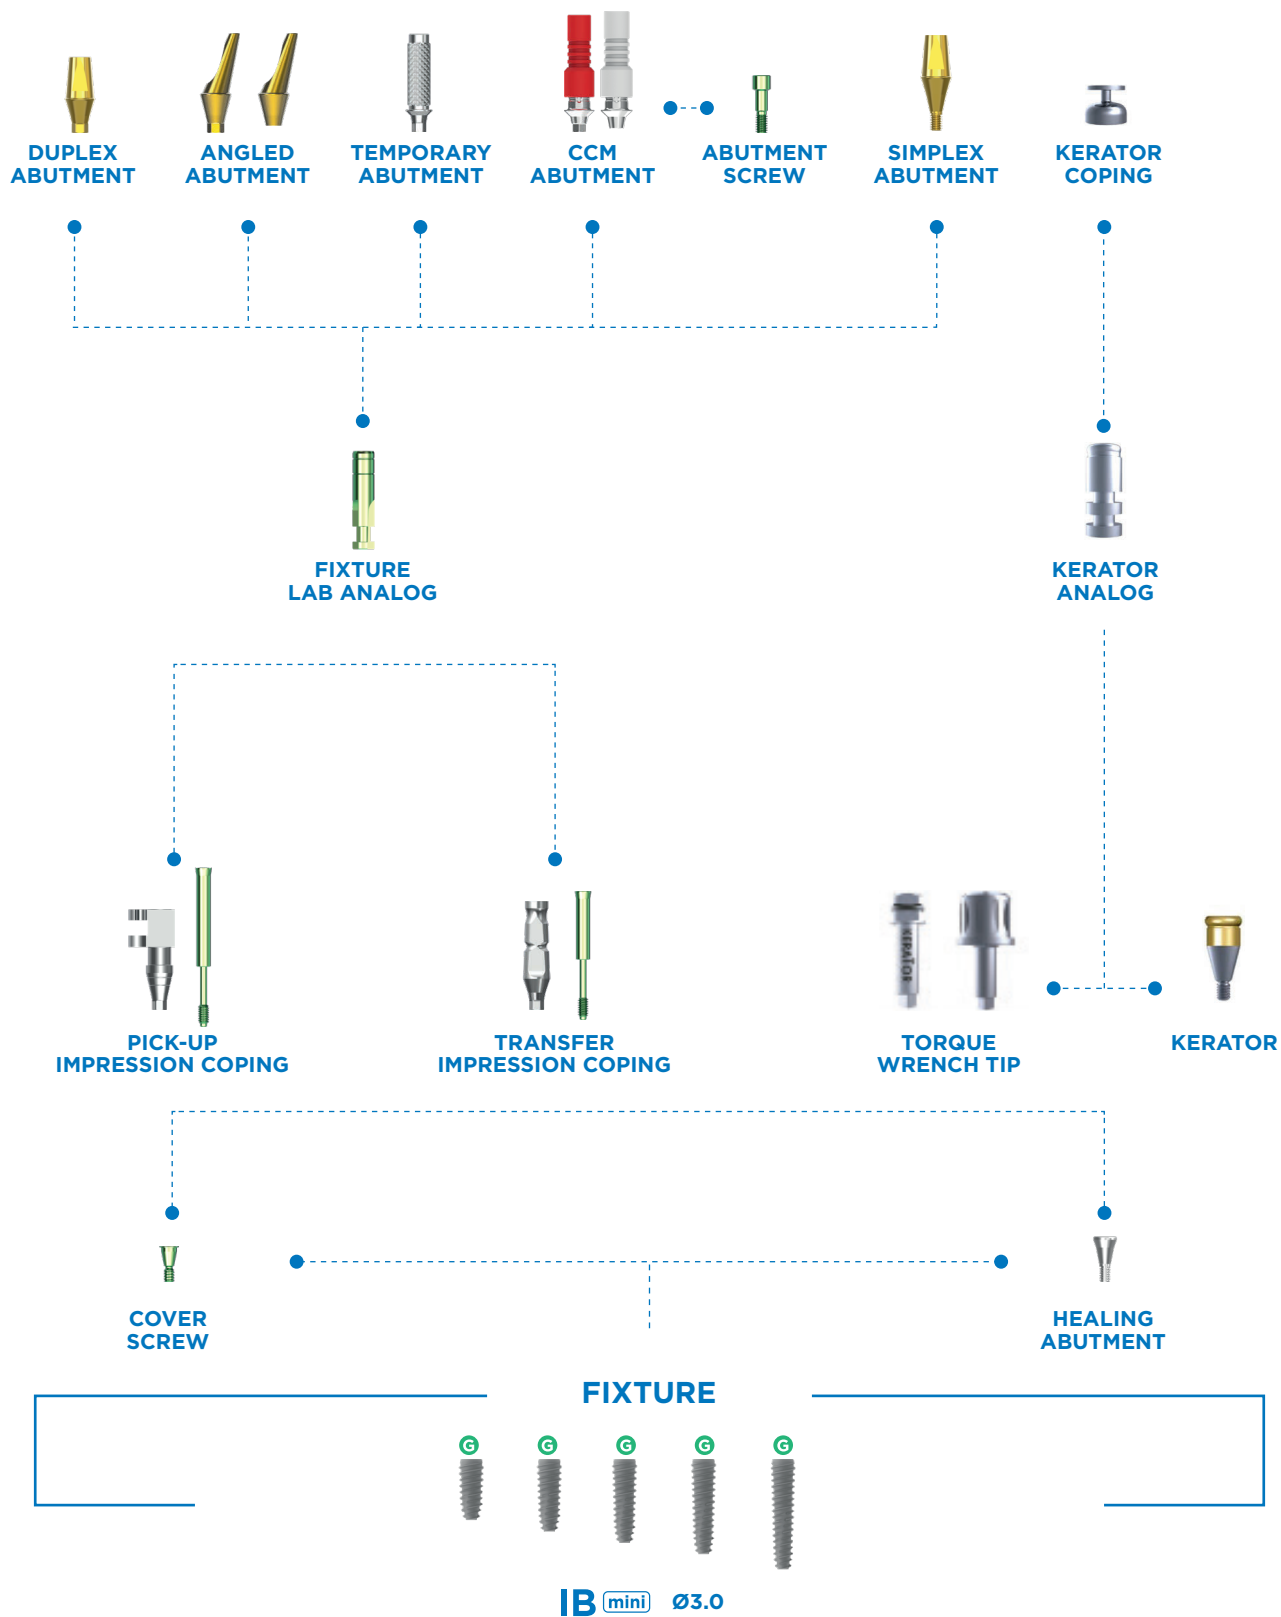 DUPLEX
ABUTMENT
ANGLED
ABUTMENT
TEMPORARY
ABUTMENT
CCM
ABUTMENT
ABUTMENT
SCREW
SIMPLEX
ABUTMENT
KERATOR
COPING
FIXTURE
LAB ANALOG
KERATOR
ANALOG
KERATOR
PICK-UP
IMPRESSION COPING
TRANSFER
IMPRESSION COPING
TORQUE
WRENCH TIP
KERATOR
COVER
SCREW
HEALING
ABUTMENT
FIXTURE
G G G G G
IB mini Ø3.0